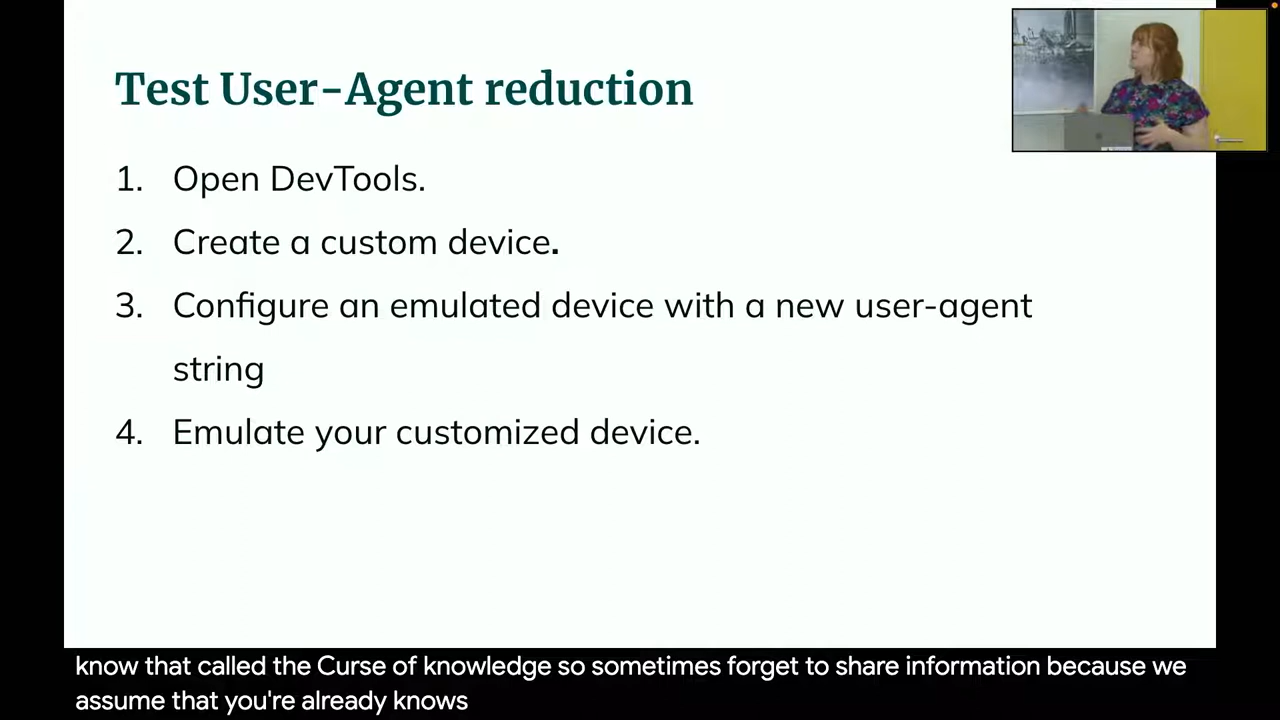 Test User-Agent reduction
1. Open DevTools.
2. Create a custom device.
3. Configure an emulated device with a new user-agent
string
4. Emulate your customized device.
know that called the Curse of knowledge so sometimes forget to share information because we
assume that you're already knows